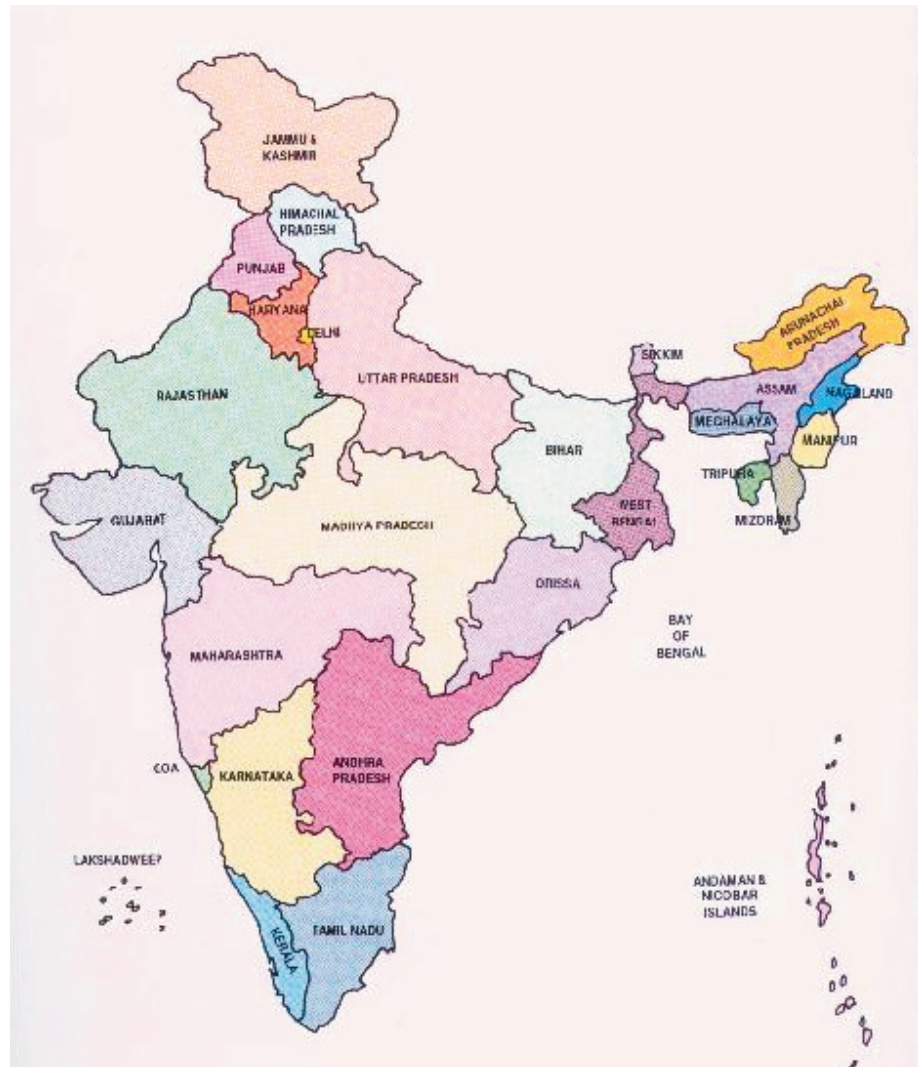 JAMMU &
KASHMIR
HIMACHAL
PRADESH
PUNJAB
HARYANA
DELHI
ARUNACHAL
PRADESH
SIKKIM
UTTAR PRADESH
RAJASTHAN
ASSAM
NAGALAND
MEGHALAYA
MANIPUR
BIHAR
TRIPURA
GUJARAT
WEST
BENGAL
MIZORAM
MADHYA PRADESH
ORISSA
BAY
OF
BENGAL
MAHARASHTRA
GOA
KARNATAKA
ANDHRA
PRADESH
LAKSHADWEEP
ANDAMAN &
NICOBAR
ISLANDS
TAMIL NADU
KERALA